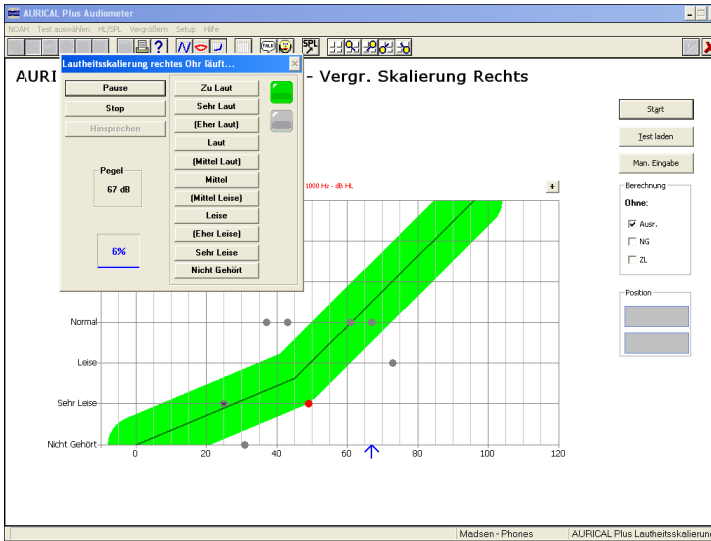 AURICAL Plus Audiometer
NOAH Test auswählen HL/SPL Vergrößern Setup Hilfe
TALK SPL
AURI - Vergr. Skalierung Rechts
Lautheitsskalierung rechtes Ohr läuft...
Pause
Stop
Hinsprechen
Pegel
67 dB
6%
Zu Laut
Sehr Laut
(Eher Laut)
Laut
(Mittel Laut)
Mittel
(Mittel Leise)
Leise
(Eher Leise)
Sehr Leise
Nicht Gehört
1000 Hz - dB HL
+
Normal
Leise
Sehr Leise
Nicht Gehört
0 20 40 60 80 100 120
Start
Test laden
Man. Eingabe
Berechnung
Ohne:
Ausr.
NG
ZL
Position
Madsen - Phones AURICAL Plus Lautheitsskalierung